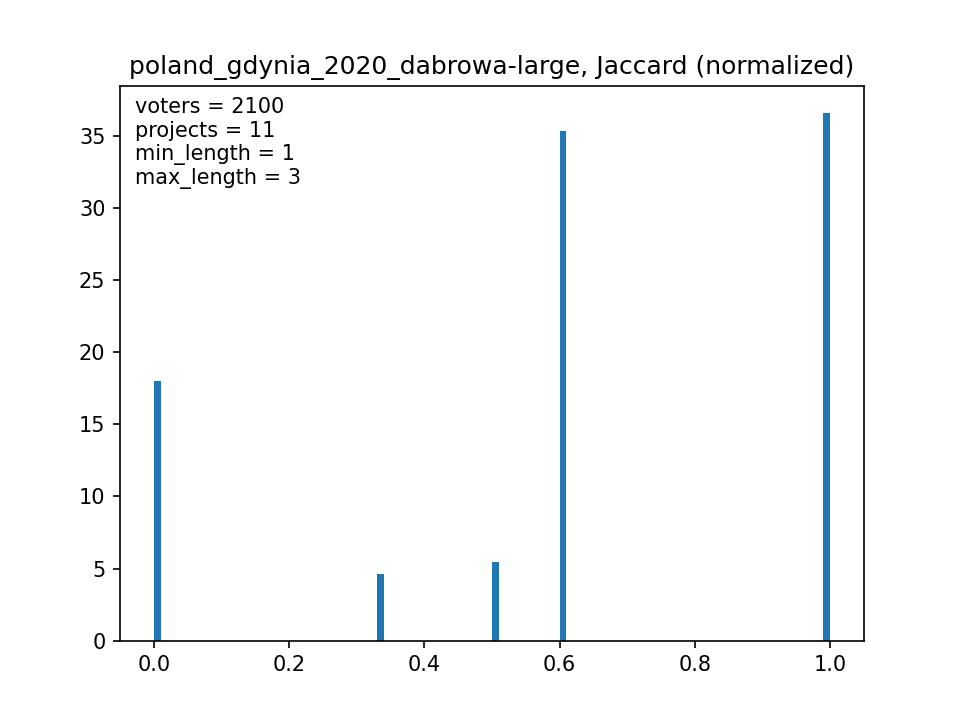 poland_gdynia_2020_dabrowa-large, Jaccard (normalized)
voters = 2100
projects = 11
min_length = 1
max_length = 3
35
30
25
20
15
10
5
0
0.0 0.2 0.4 0.6 0.8 1.0